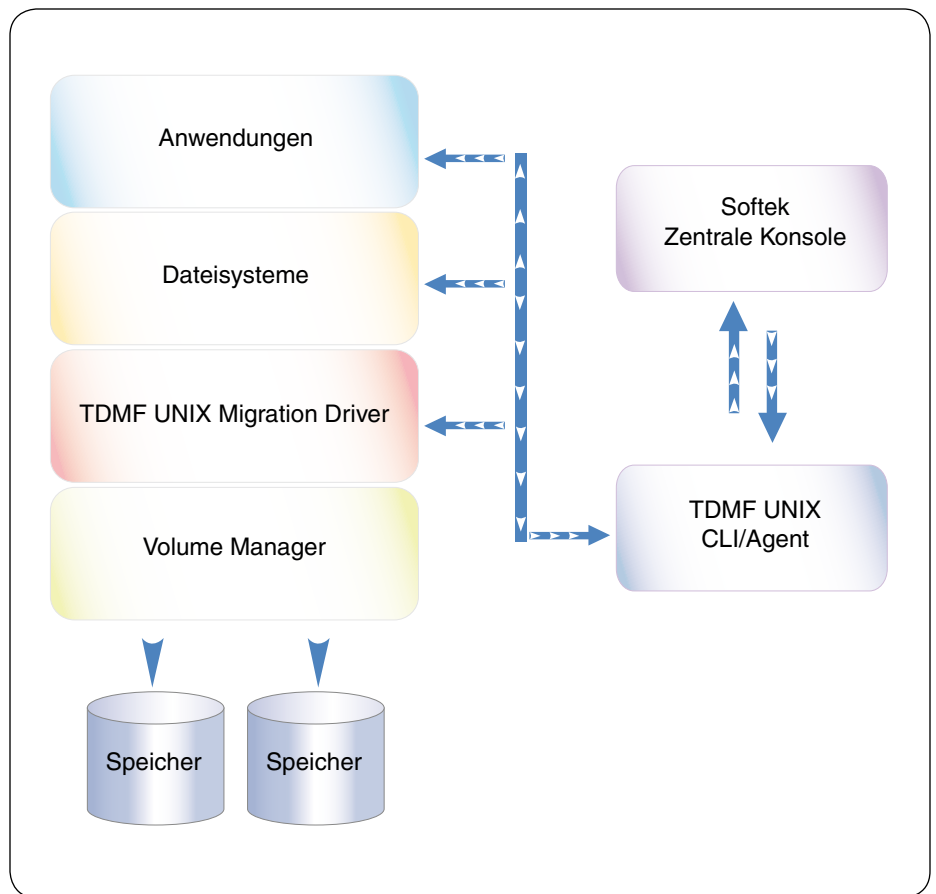 Anwendungen
Dateisysteme
TDMF UNIX Migration Driver
Volume Manager
Speicher
Speicher
Softek
Zentrale Konsole
TDMF UNIX
CLI/Agent